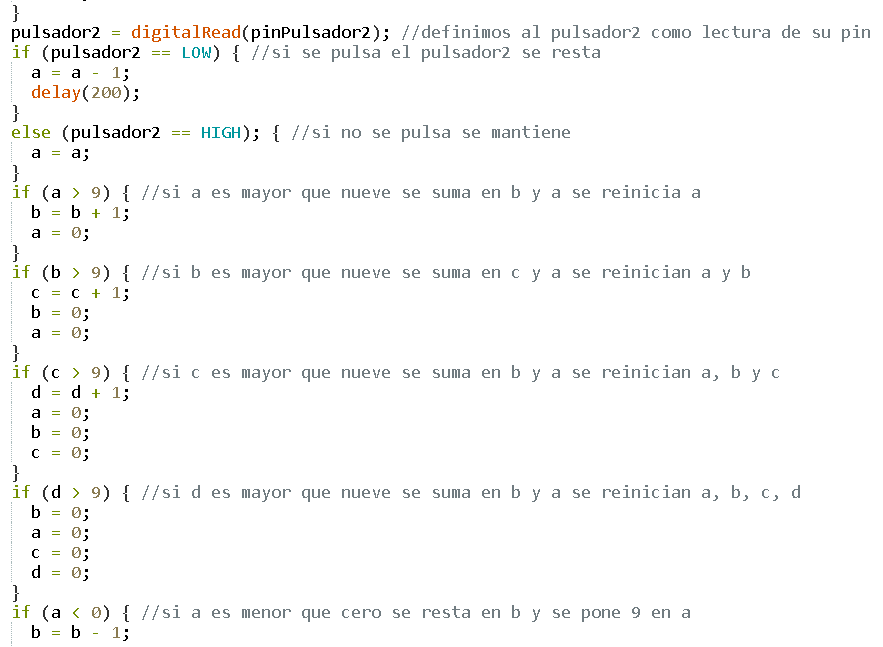 }
pulsador2 = digitalRead(pinPulsador2); //definimos al pulsador2 como lectura de su pin
if (pulsador2 == LOW) { //si se pulsa el pulsador2 se resta
a = a - 1;
delay(200);
}
else (pulsador2 == HIGH); { //si no se pulsa se mantiene
a = a;
}
if (a > 9) { //si a es mayor que nueve se suma en b y a se reinicia a
b = b + 1;
a = 0;
}
if (b > 9) { //si b es mayor que nueve se suma en c y a se reinician a y b
c = c + 1;
b = 0;
a = 0;
}
if (c > 9) { //si c es mayor que nueve se suma en b y a se reinician a, b y c
d = d + 1;
a = 0;
b = 0;
c = 0;
}
if (d > 9) { //si d es mayor que nueve se suma en b y a se reinician a, b, c, d
b = 0;
a = 0;
c = 0;
d = 0;
}
if (a < 0) { //si a es menor que cero se resta en b y se pone 9 en a
b = b - 1;